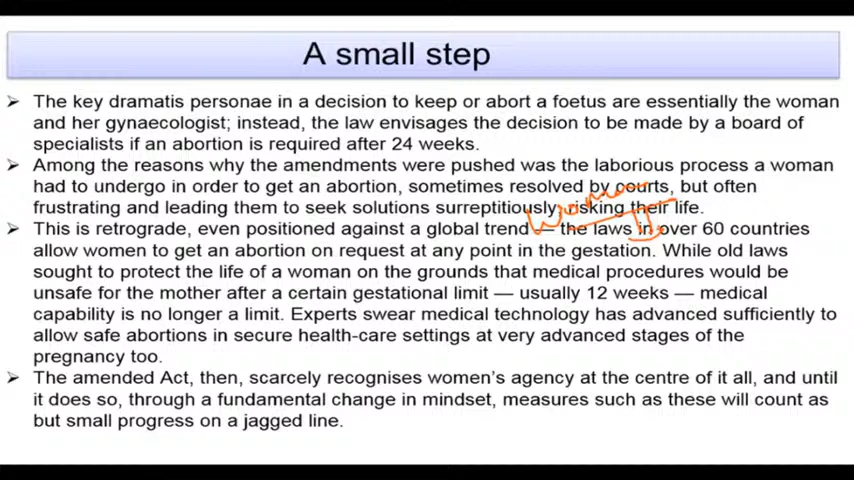 A small step
➢ The key dramatis personae in a decision to keep or abort a foetus are essentially the woman
and her gynaecologist; instead, the law envisages the decision to be made by a board of
specialists if an abortion is required after 24 weeks.
➢ Among the reasons why the amendments were pushed was the laborious process a woman
had to undergo in order to get an abortion, sometimes resolved by courts, but often
frustrating and leading them to seek solutions surreptitiously, risking their life.
➢ This is retrograde, even positioned against a global trend — the laws in over 60 countries
allow women to get an abortion on request at any point in the gestation. While old laws
sought to protect the life of a woman on the grounds that medical procedures would be
unsafe for the mother after a certain gestational limit — usually 12 weeks — medical
capability is no longer a limit. Experts swear medical technology has advanced sufficiently to
allow safe abortions in secure health-care settings at very advanced stages of the
pregnancy too.
➢ The amended Act, then, scarcely recognises women's agency at the centre of it all, and until
it does so, through a fundamental change in mindset, measures such as these will count as
but small progress on a jagged line.